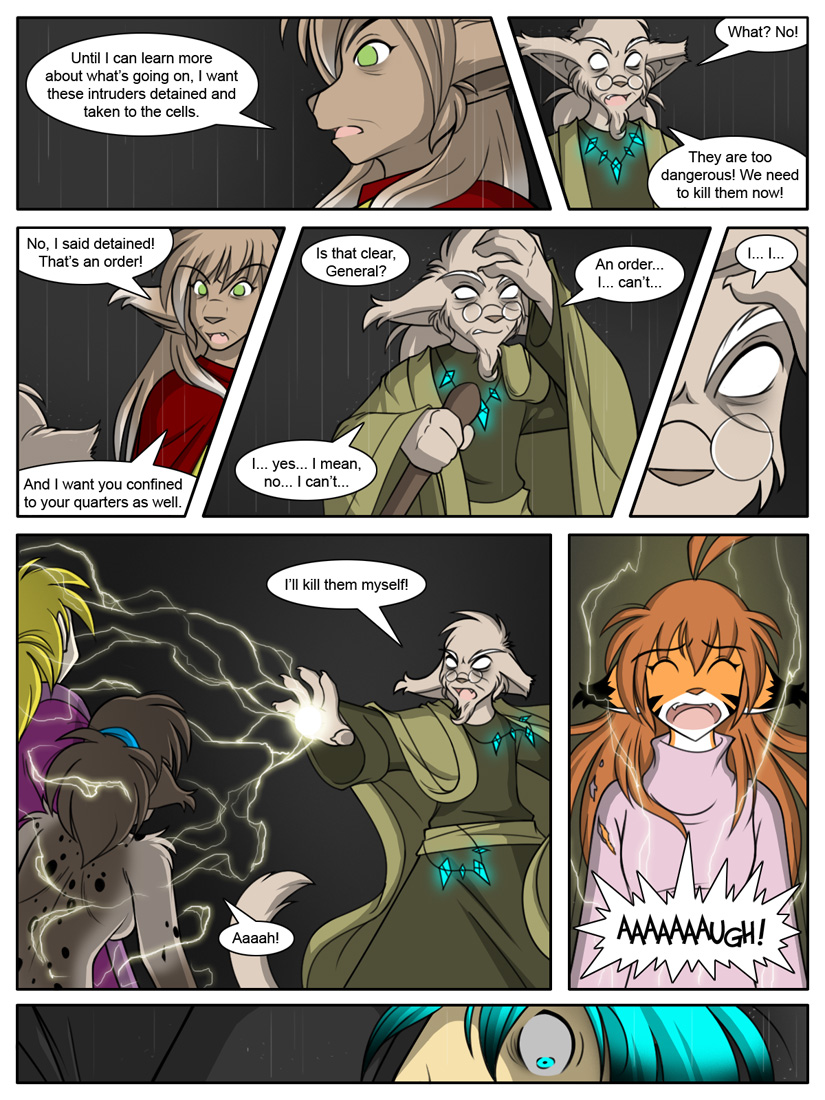 Until I can learn more
about what's going on, I want
these intruders detained and
taken to the cells.
What? No!
They are too
dangerous! We need
to kill them now!
No, I said detained!
That's an order!
And I want you confined
to your quarters as well.
Is that clear,
General?
An order...
I... can't...
I... yes... I mean,
no... I can't...
I... I...
I'll kill them myself!
Aaaah!
AAAAAAAUGH!